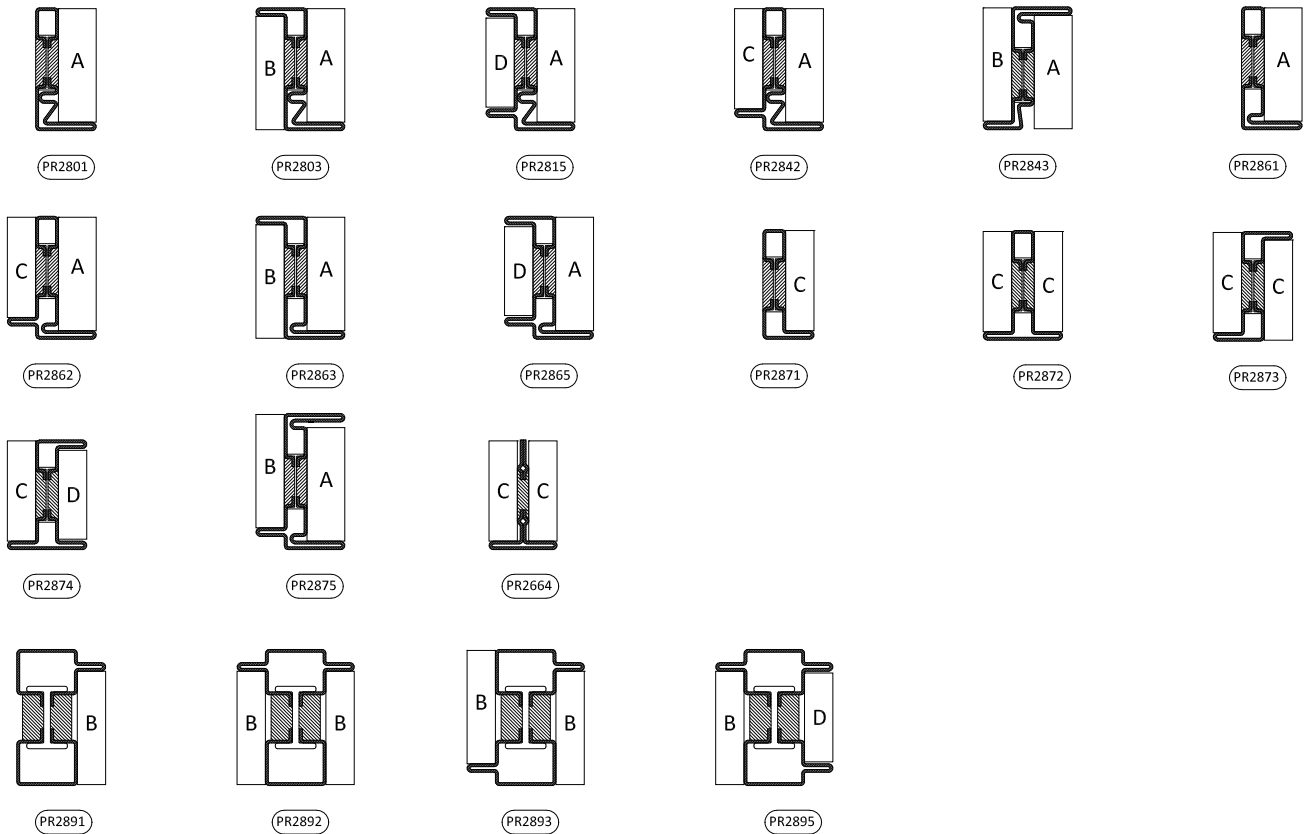 A
B A
D A
C A
B A
A
PR2801
PR2803
PR2815
PR2842
PR2843
PR2861
C A
B A
D A
C
C C
C C
PR2862
PR2863
PR2865
PR2871
PR2872
PR2873
C D
B A
C C
PR2874
PR2875
PR2664
B
B B
B B
B D
PR2891
PR2892
PR2893
PR2895